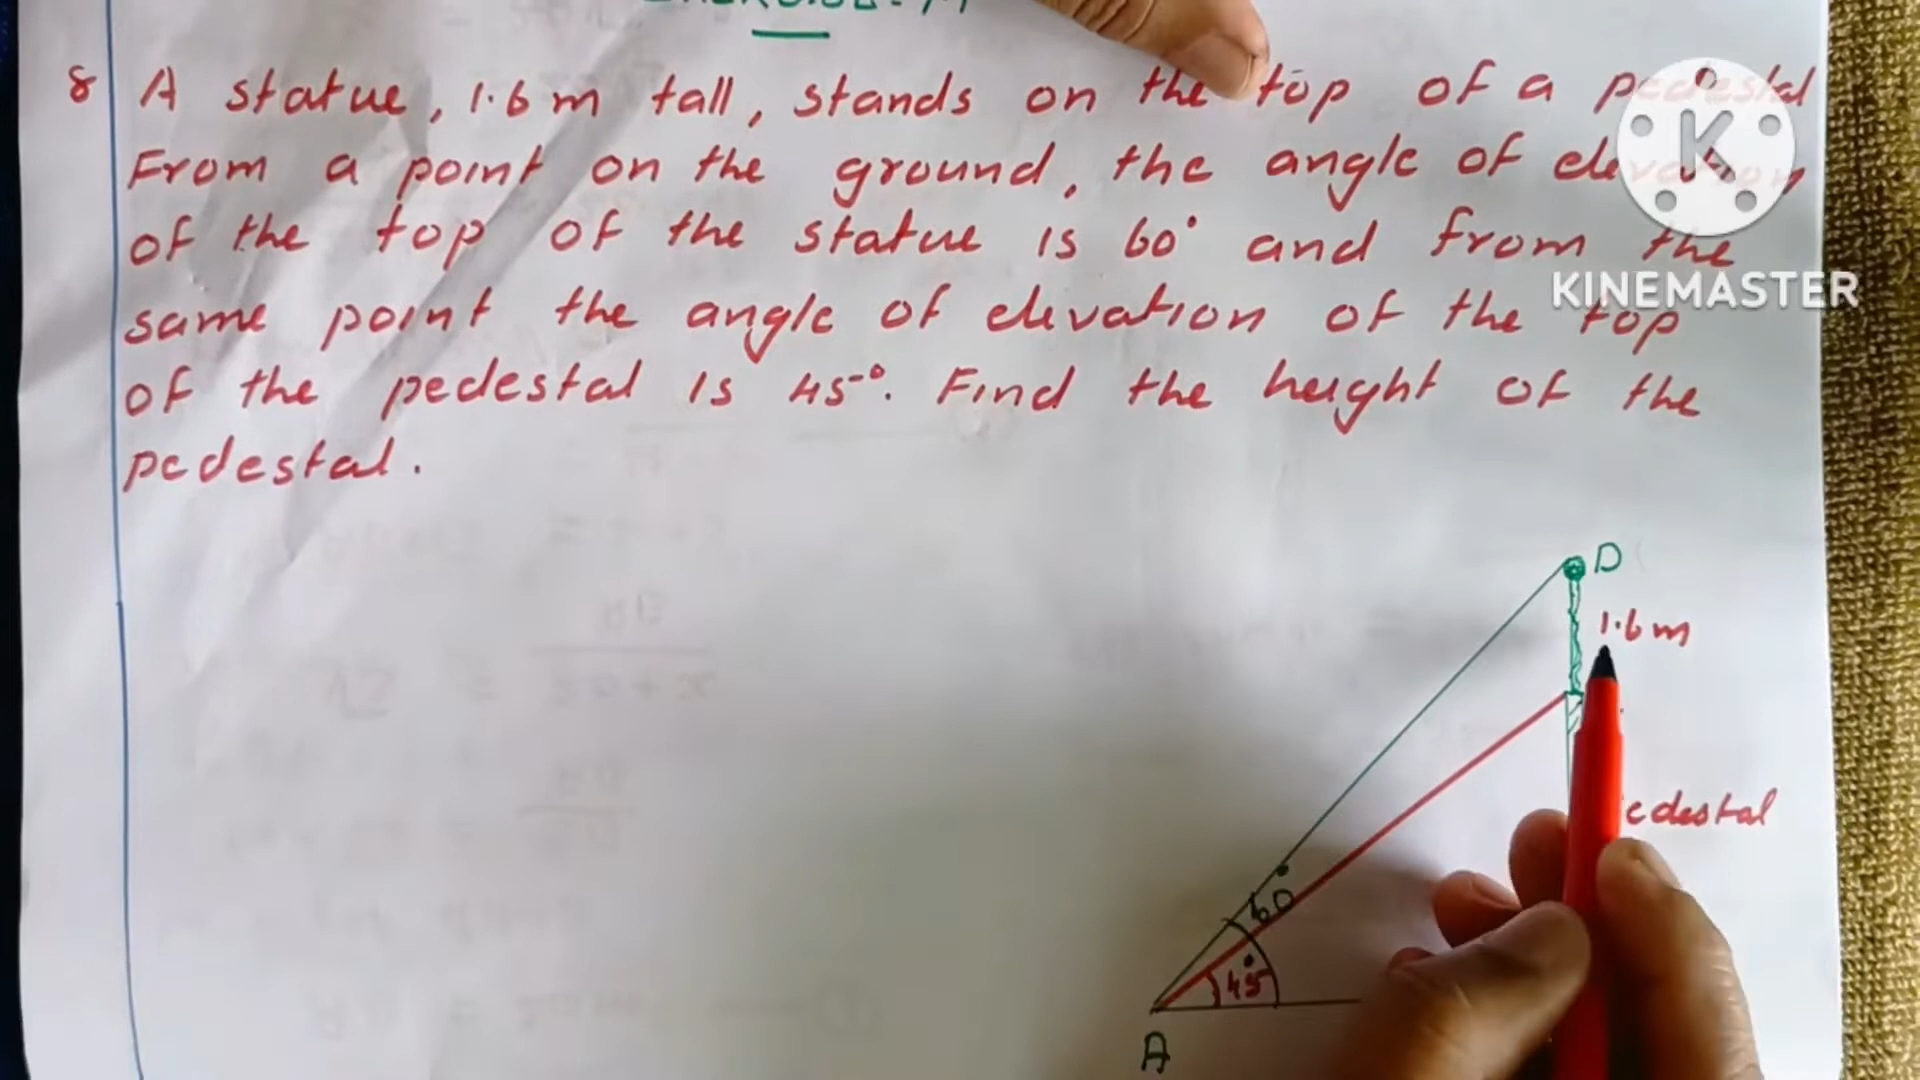 8 A statue, 1.6 m tall, stands on the top of a pedestal
From a point on the ground, the angle of elevation
of the top of the statue is 60° and from the
same point the angle of elevation of the top
of the pedestal is 45°. Find the height of the
pedestal.
K
KINEMASTER
D
1.6 m
edestal
60
45
A